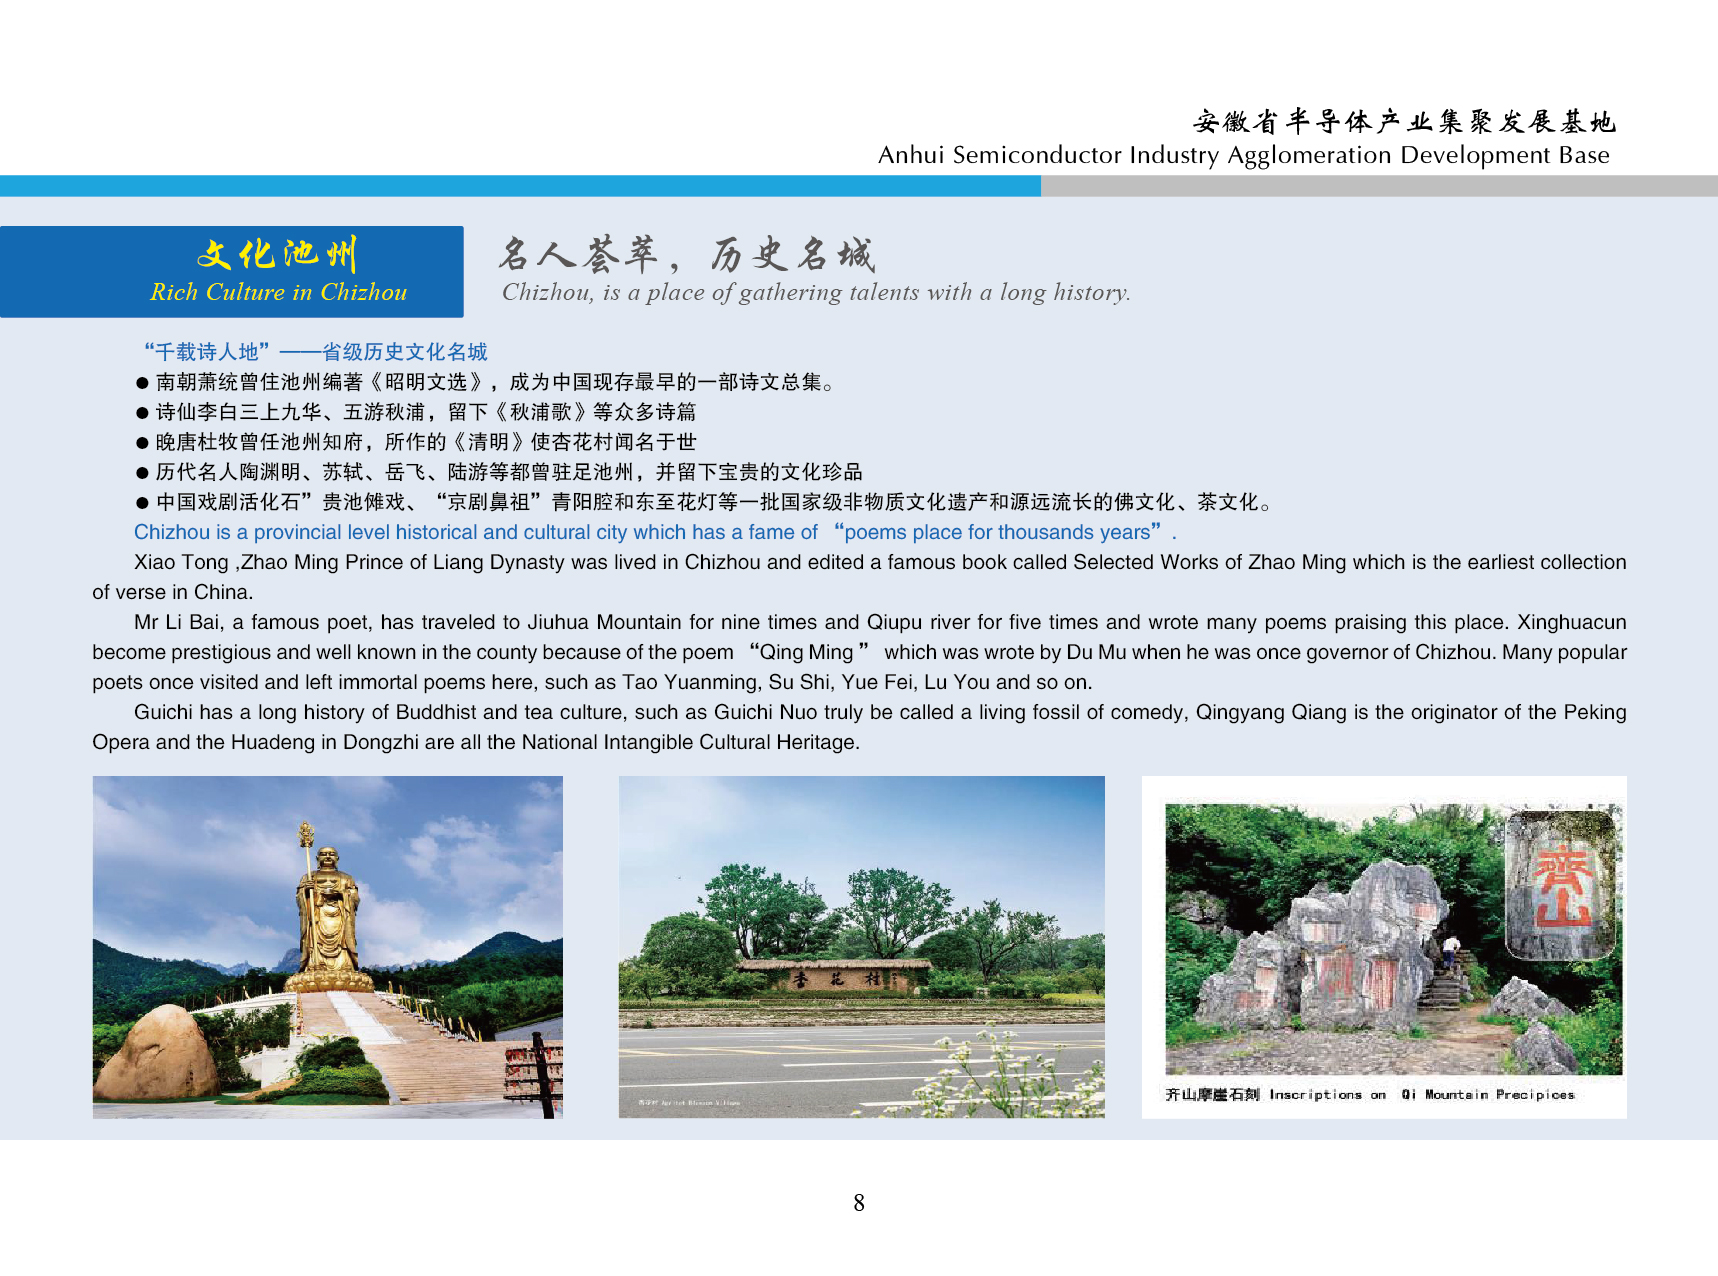 安徽省半导体产业集聚发展基地
Anhui Semiconductor Industry Agglomeration Development Base
文化池州
Rich Culture in Chizhou
名人荟萃，历史名城
Chizhou, is a place of gathering talents with a long history.
“千载诗人地”——省级历史文化名城
● 南朝萧统曾住池州编著《昭明文选》，成为中国现存最早的一部诗文总集。
● 诗仙李白三上九华、五游秋浦，留下《秋浦歌》等众多诗篇
● 晚唐杜牧曾任池州知府，所作的《清明》使杏花村闻名于世
● 历代名人陶渊明、苏轼、岳飞、陆游等都曾驻足池州，并留下宝贵的文化珍品
● 中国戏剧活化石”贵池傩戏、“京剧鼻祖”青阳腔和东至花灯等一批国家级非物质文化遗产和源远流长的佛文化、茶文化。
Chizhou is a provincial level historical and cultural city which has a fame of “poems place for thousands years”.
Xiao Tong ,Zhao Ming Prince of Liang Dynasty was lived in Chizhou and edited a famous book called Selected Works of Zhao Ming which is the earliest collection
of verse in China.
Mr Li Bai, a famous poet, has traveled to Jiuhua Mountain for nine times and Qiupu river for five times and wrote many poems praising this place. Xinghuacun
become prestigious and well known in the county because of the poem “Qing Ming ” which was wrote by Du Mu when he was once governor of Chizhou. Many popular
poets once visited and left immortal poems here, such as Tao Yuanming, Su Shi, Yue Fei, Lu You and so on.
Guichi has a long history of Buddhist and tea culture, such as Guichi Nuo truly be called a living fossil of comedy, Qingyang Qiang is the originator of the Peking
Opera and the Huadeng in Dongzhi are all the National Intangible Cultural Heritage.
杏花村
杏花村 Apricot Blossom Village
齊山
齐山摩崖石刻 Inscriptions on Qi Mountain Precipices
8